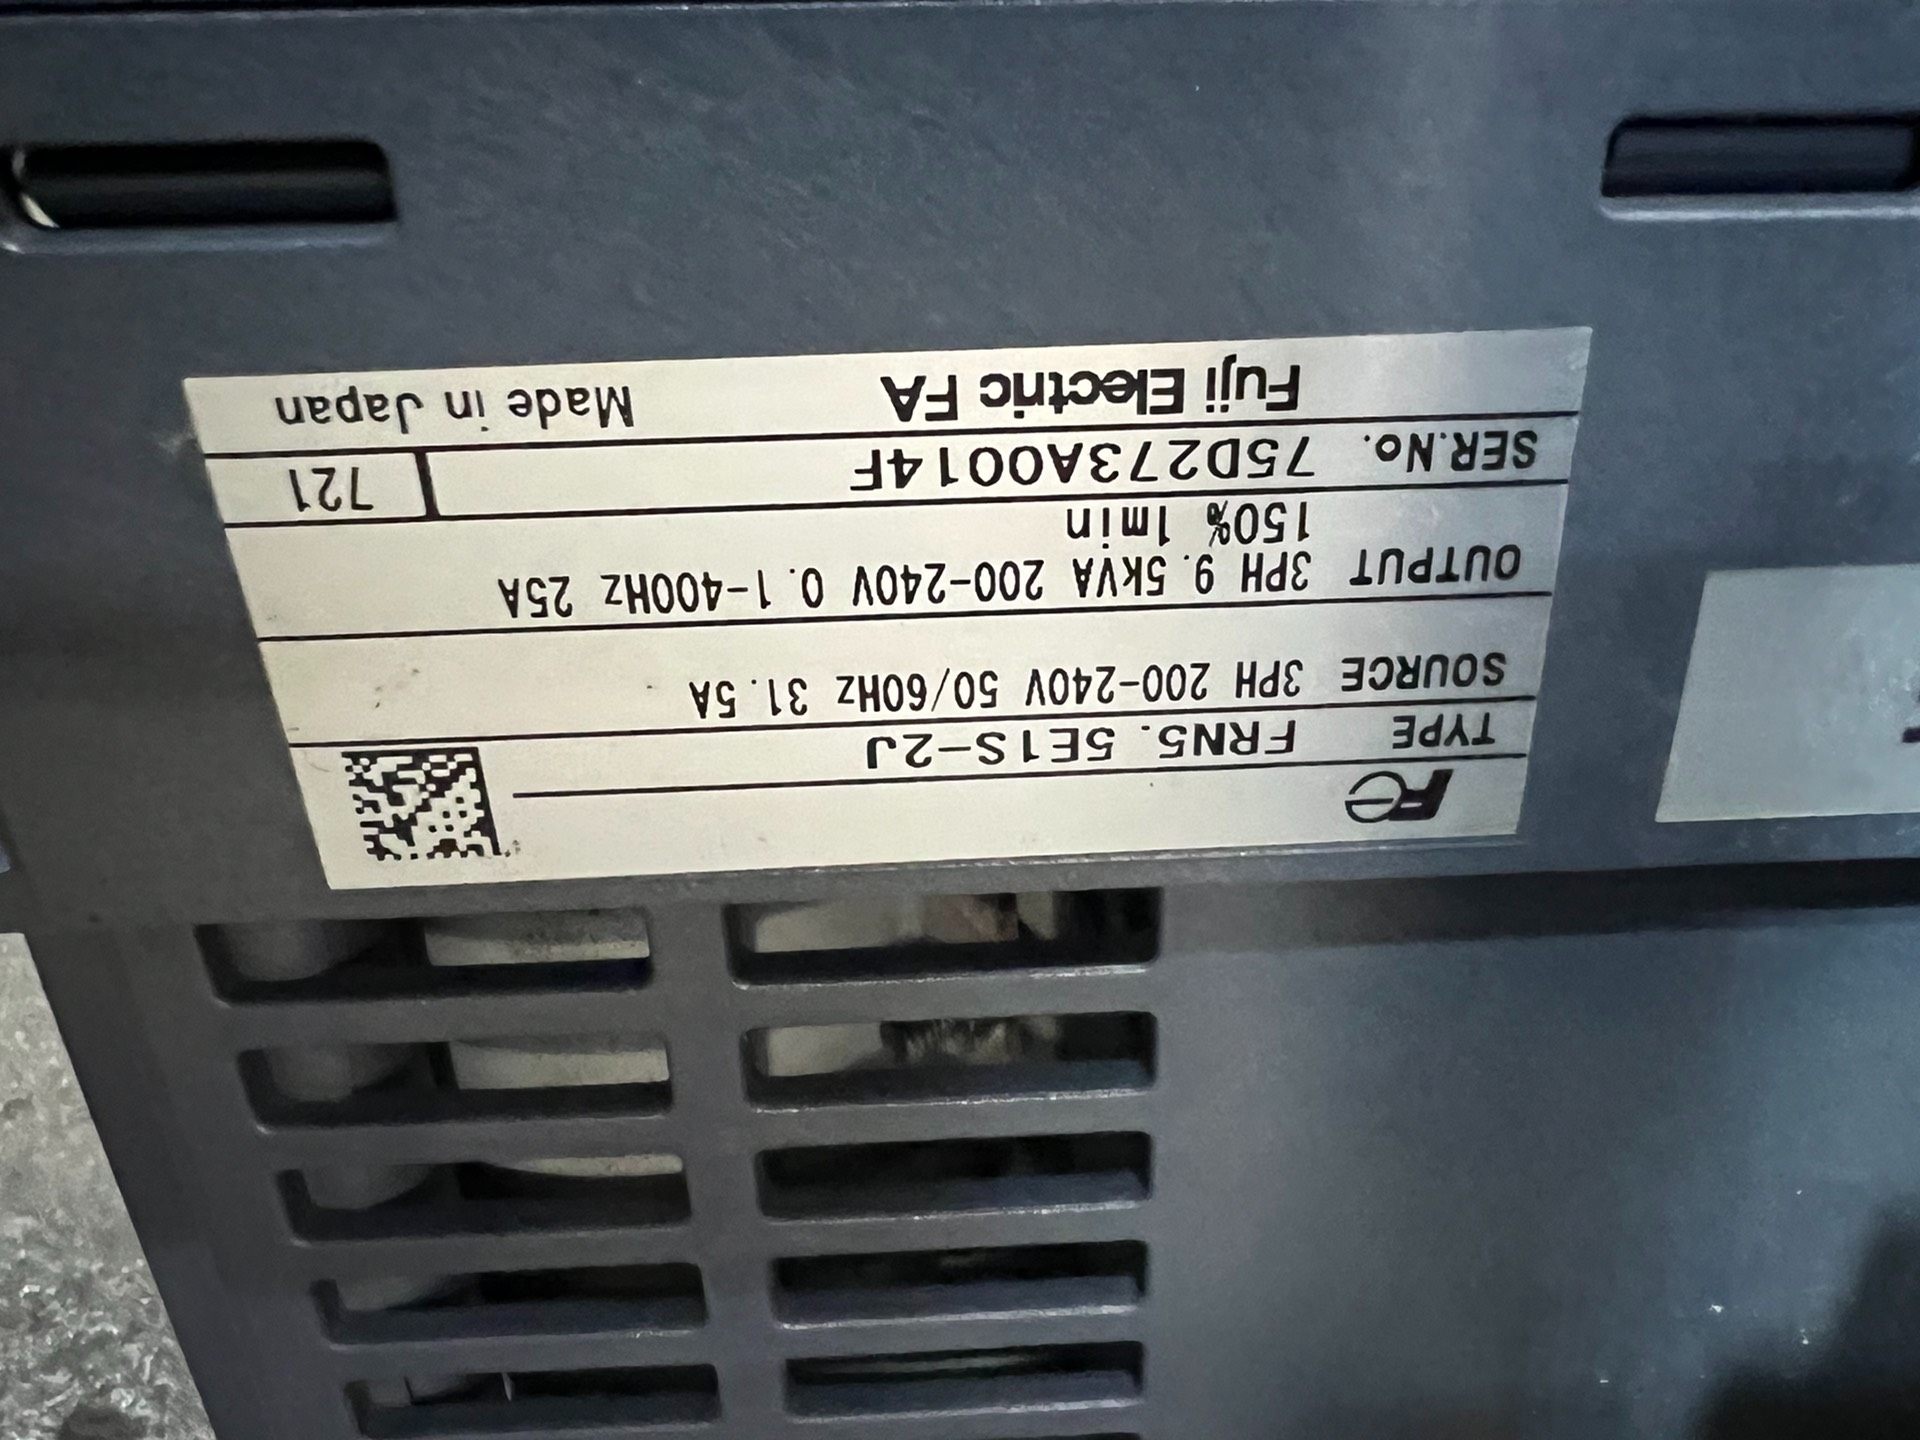 Fe
TYPE FRN5.5E1S-2J
SOURCE 3PH 200-240V 50/60Hz 31.5A
OUTPUT 3PH 9.5kVA 200-240V 0.1-400Hz 25A
150% 1min
SER.No. 75D273A0014F 721
Fuji Electric FA Made in Japan